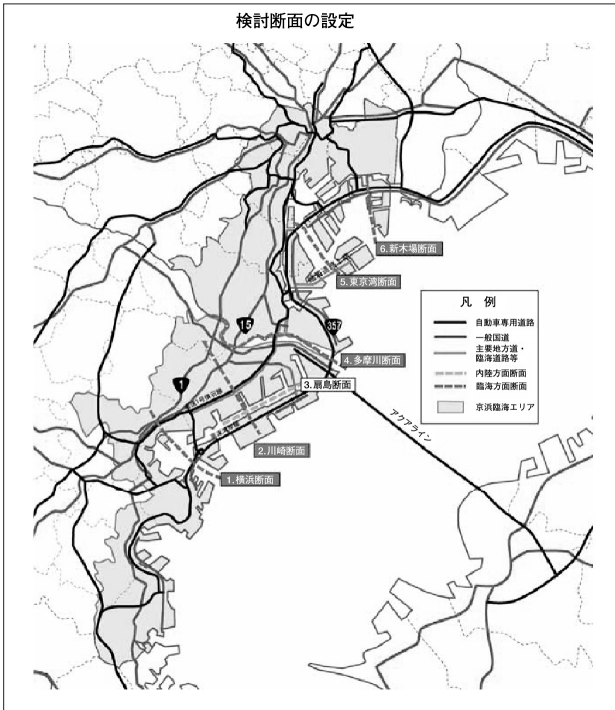 検討断面の設定
6.新木場断面
5.東京湾断面
凡 例
自動車専用道路
一般国道
主要地方道・
臨海道路等
内陸方面断面
臨海方面断面
京浜臨海エリア
15
357
4.多摩川断面
3.扇島断面
1
アクアライン
2.川崎断面
1.横浜断面